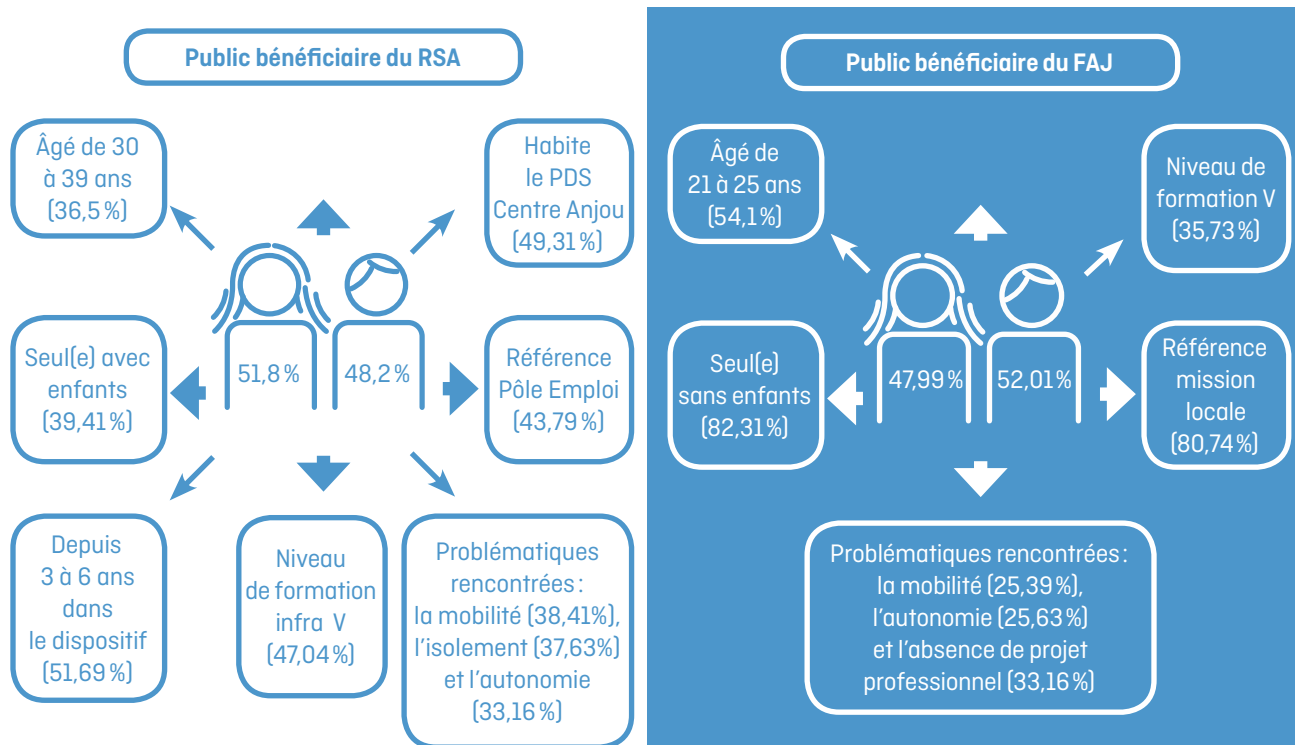 Public bénéficiaire du RSA
Âgé de 30
à 39 ans
(36,5 %)
Habite
le PDS
Centre Anjou
(49,31 %)
Seul(e) avec
enfants
(39,41 %)
51,8 %
48,2 %
Référence
Pôle Emploi
(43,79 %)
Depuis
3 à 6 ans
dans
le dispositif
(51,69 %)
Niveau
de formation
infra V
(47,04 %)
Problématiques
rencontrées :
la mobilité (38,41%),
l'isolement (37,63%)
et l'autonomie
(33,16 %)
Public bénéficiaire du FAJ
Âgé de
21 à 25 ans
(54,1 %)
Niveau de
formation V
(35,73 %)
Seul(e)
sans enfants
(82,31 %)
47,99 %
52,01 %
Référence
mission
locale
(80,74 %)
Problématiques rencontrées :
la mobilité (25,39 %),
l'autonomie (25,63 %)
et l'absence de projet
professionnel (33,16 %)